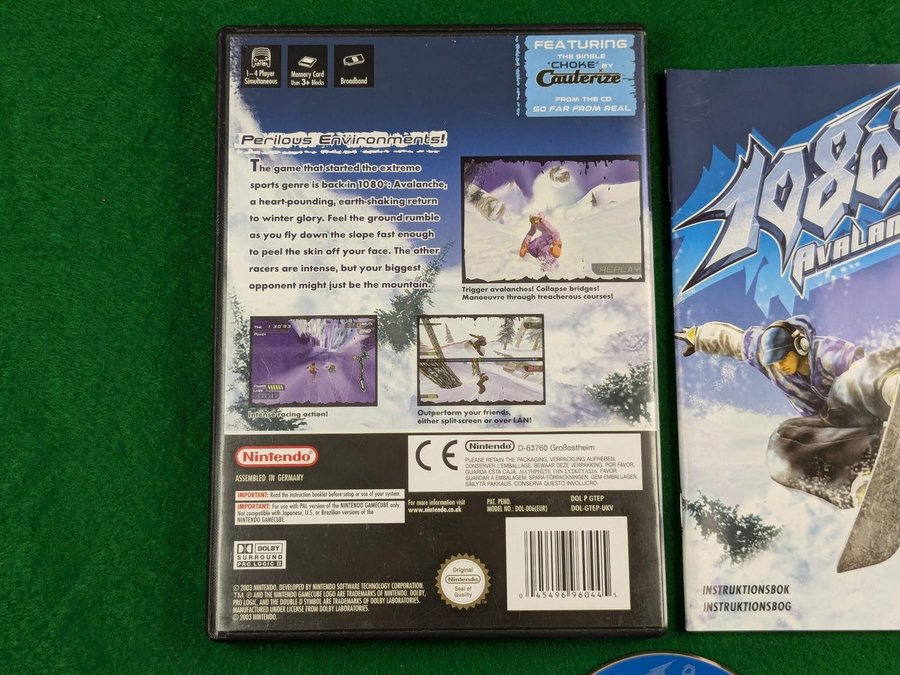 1—4 Player
Simultaneous
Memory Card
Uses 3+ Blocks
Broadband
FEATURING
THE SINGLE
"CHOKE" BY
Cauterize
FROM THE CD
SO FAR FROM REAL
Perilous Environments!
The game that started the extreme
sports genre is back in 1080°: Avalanche,
a heart-pounding, earth-shaking return
to winter glory. Feel the ground rumble
as you fly down the slope fast enough
to peel the skin off your face. The other
racers are intense, but your biggest
opponent might just be the mountain.
REPLAY
Trigger avalanches! Collapse bridges!
Manoeuvre through treacherous courses!
Intense racing action!
Outperform your friends,
either split-screen or over LAN!
Nintendo
ASSEMBLED IN GERMANY
IMPORTANT: Read the instruction booklet before setup or use of your system.
IMPORTANT: For use with PAL version of the NINTENDO GAMECUBE only.
Not compatible with Japanese, U.S. or Brazilian versions of the
NINTENDO GAMECUBE.
CE
Nintendo D-63760 Großostheim
PLEASE RETAIN THE PACKAGING. VERPACKUNG AUFHEBEN.
CONSERVER L'EMBALLAGE. BEWAAR DEZE VERPAKKING. POR FAVOR,
GUARDA ESTA CAJA. ΔΙΑΤΗΡΗΣΤΕ ΤΗΝ ΣΥΣΚΕΥΑΣΙΑ. FAVOR
GUARDAR A EMBALAGEM. SPARA FÖRPACKNINGEN. GEM EMBALLAGEN.
SÄILYTÄ PAKKAUS. CONSERVA QUESTO INVOLUCRO.
For more information visit
www.nintendo.co.uk
PAT. PEND.
MODEL NO.: DOL-006(EUR)
DOL P GTEP
DOL-GTEP-UKV
DOLBY
SURROUND
PRO LOGIC II
© 2003 NINTENDO. DEVELOPED BY NINTENDO SOFTWARE TECHNOLOGY CORPORATION.
TM, ® AND THE NINTENDO GAMECUBE LOGO ARE TRADEMARKS OF NINTENDO. DOLBY,
PRO LOGIC, AND THE DOUBLE-D SYMBOL ARE TRADEMARKS OF DOLBY LABORATORIES.
MANUFACTURED UNDER LICENSE FROM DOLBY LABORATORIES.
© 2003 NINTENDO.
Original
Nintendo
Seal of
Quality
0 45496 96044 5
1080°
AVALAN
INSTRUKTIONSBOK
INSTRUKTIONSBOG